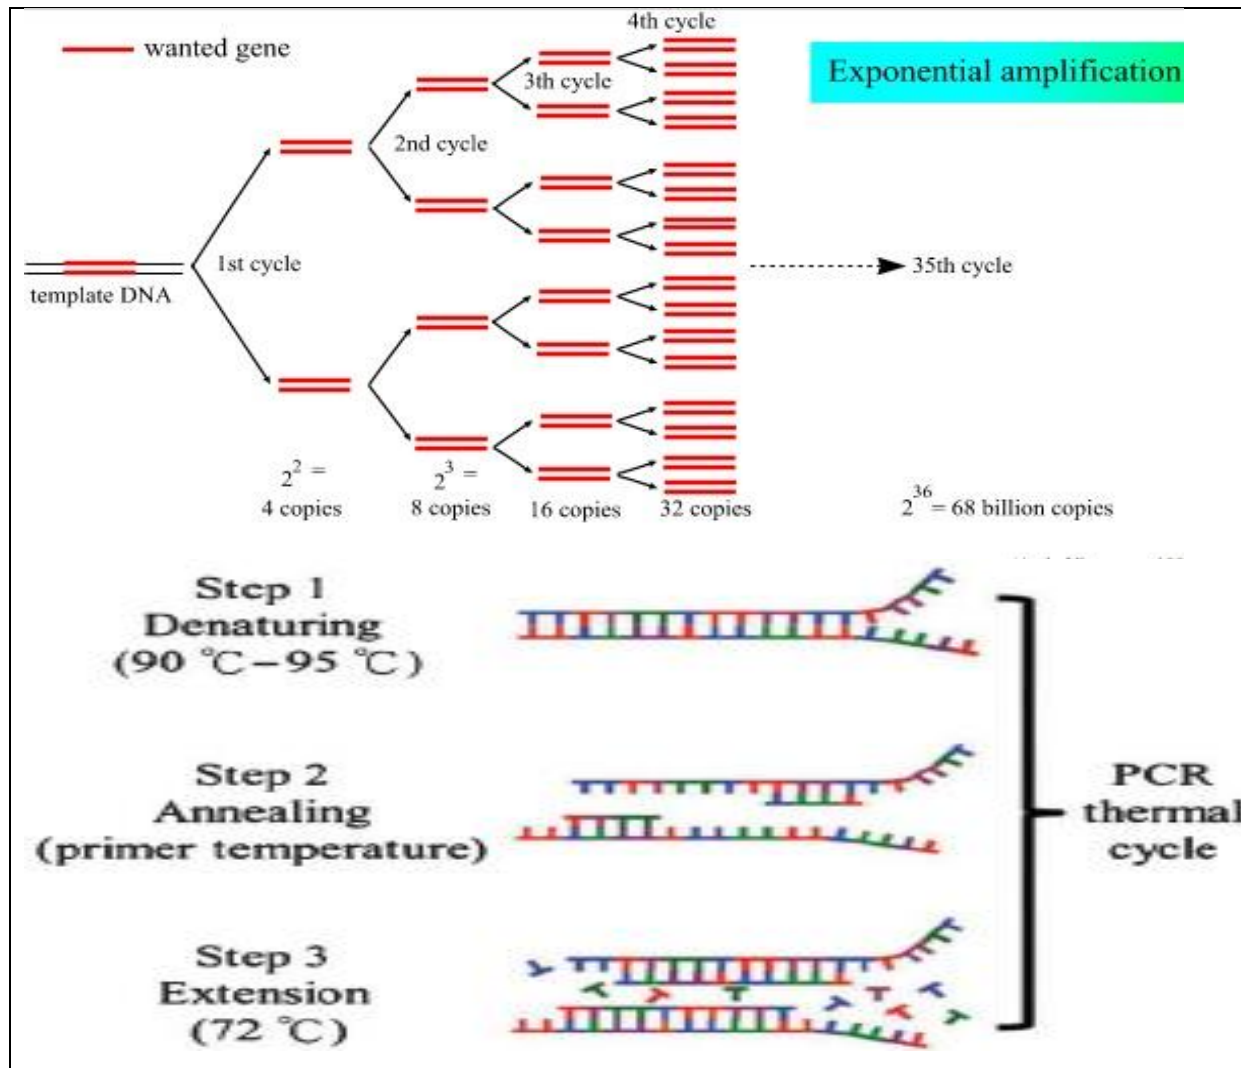 4th cycle
wanted gene
Exponential amplification
3th cycle
2nd cycle
1st cycle
35th cycle
template DNA
2^2 =
4 copies
2^3 =
8 copies
16 copies
32 copies
2^36 = 68 billion copies
Step 1
Denaturing
(90 °C–95 °C)
Step 2
Annealing
(primer temperature)
Step 3
Extension
(72 °C)
PCR
thermal
cycle